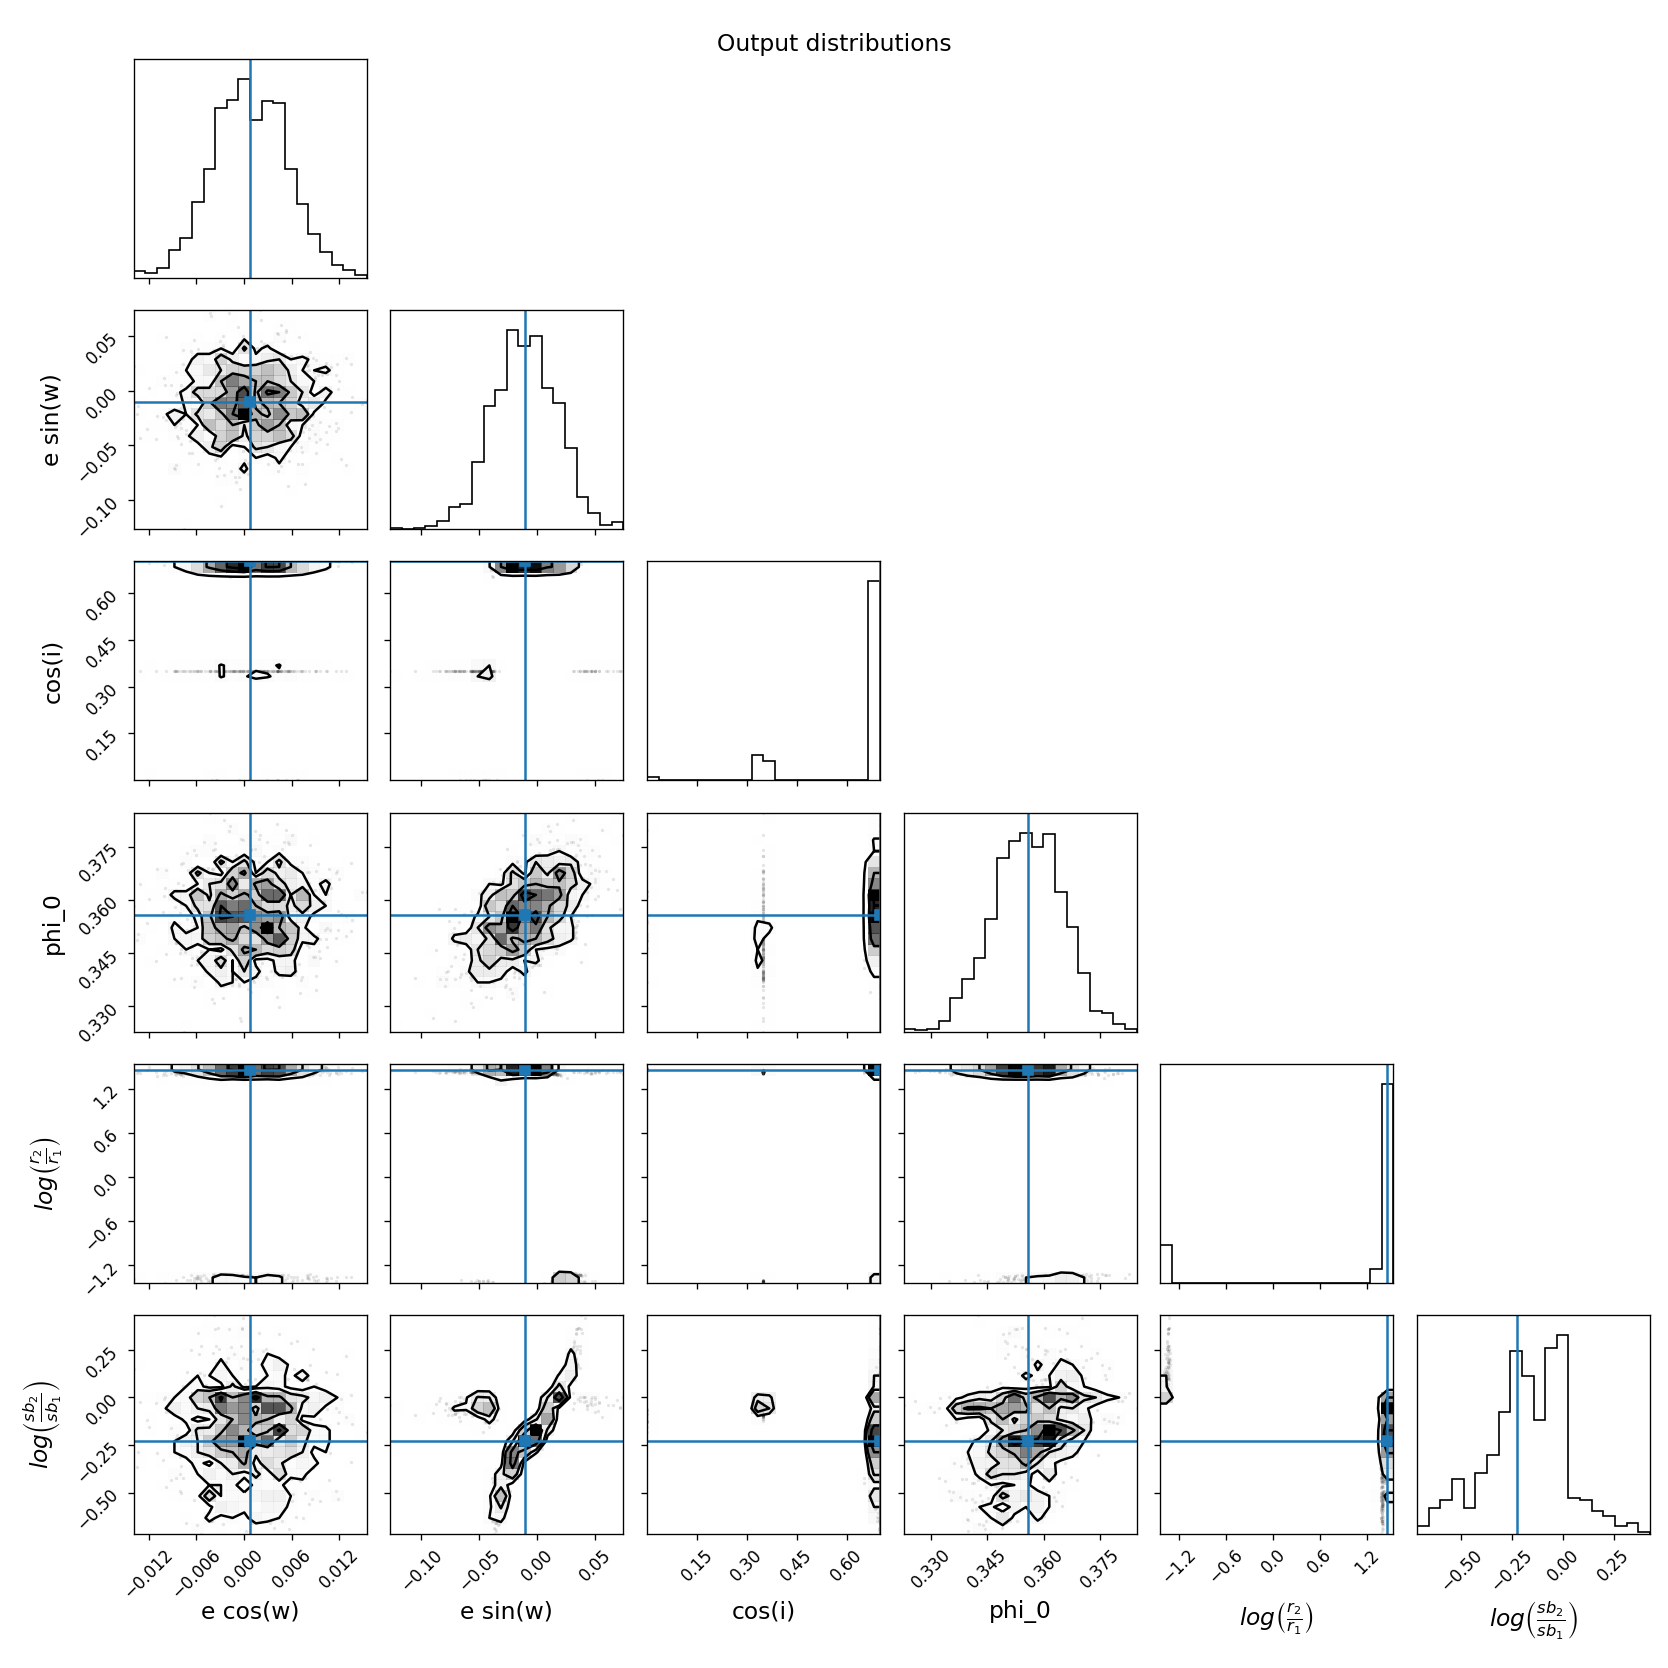 Output distributions
0.05
0.00
−0.05
−0.10
e sin(w)
0.60
0.45
0.30
0.15
cos(i)
0.375
0.360
0.345
0.330
phi_0
1.2
0.6
0.0
−0.6
−1.2
log(r₂/r₁)
0.25
0.00
−0.25
−0.50
log(sb₂/sb₁)
−0.012 −0.006 0.000 0.006 0.012
−0.10 −0.05 0.00 0.05
0.15 0.30 0.45 0.60
0.330 0.345 0.360 0.375
−1.2 −0.6 0.0 0.6 1.2
−0.50 −0.25 0.00 0.25
e cos(w)
e sin(w)
cos(i)
phi_0
log(r₂/r₁)
log(sb₂/sb₁)